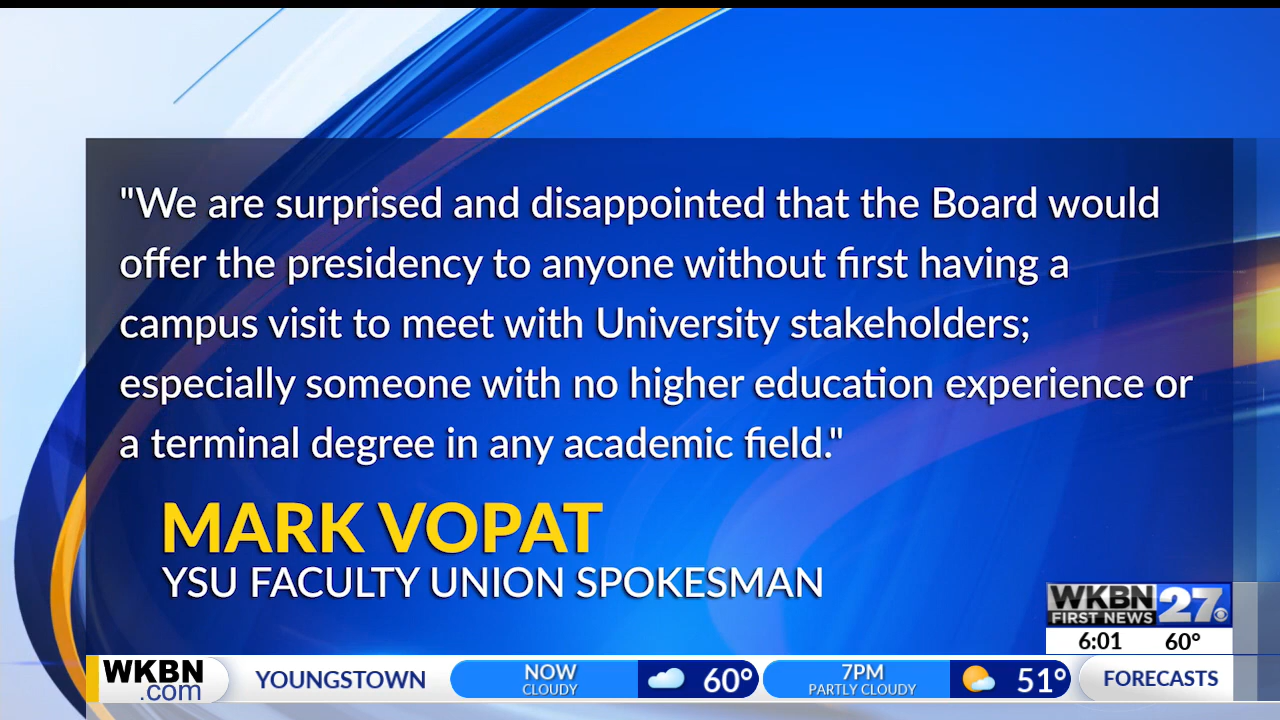 "We are surprised and disappointed that the Board would
offer the presidency to anyone without first having a
campus visit to meet with University stakeholders;
especially someone with no higher education experience or
a terminal degree in any academic field."
MARK VOPAT
YSU FACULTY UNION SPOKESMAN
WKBN 27
FIRST NEWS
6:01 60°
WKBN
.com
YOUNGSTOWN
NOW
CLOUDY
60°
7PM
PARTLY CLOUDY
51°
FORECASTS